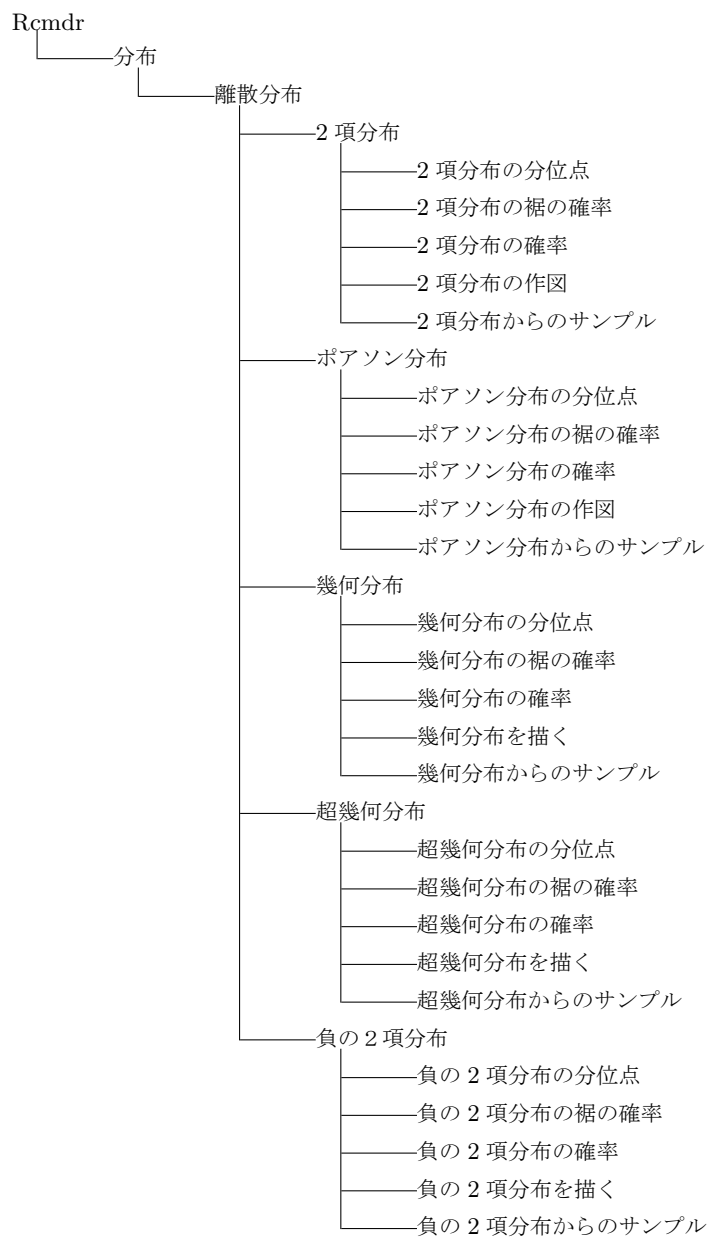 Rcmdr
分布
離散分布
2 項分布
2 項分布の分位点
2 項分布の裾の確率
2 項分布の確率
2 項分布の作図
2 項分布からのサンプル
ポアソン分布
ポアソン分布の分位点
ポアソン分布の裾の確率
ポアソン分布の確率
ポアソン分布の作図
ポアソン分布からのサンプル
幾何分布
幾何分布の分位点
幾何分布の裾の確率
幾何分布の確率
幾何分布を描く
幾何分布からのサンプル
超幾何分布
超幾何分布の分位点
超幾何分布の裾の確率
超幾何分布の確率
超幾何分布を描く
超幾何分布からのサンプル
負の２項分布
負の 2 項分布の分位点
負の 2 項分布の裾の確率
負の 2 項分布の確率
負の 2 項分布を描く
負の 2 項分布からのサンプル